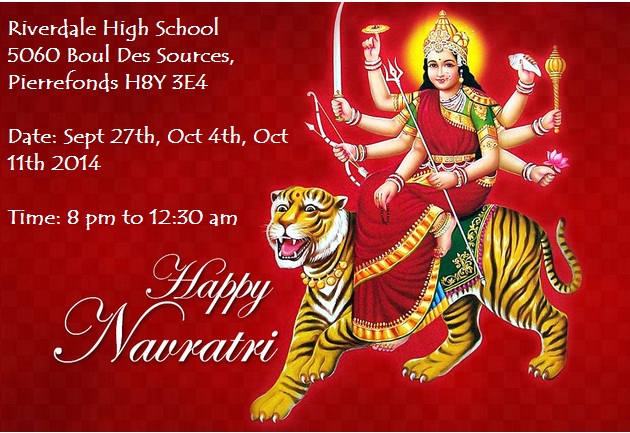 Riverdale High School
5060 Boul Des Sources,
Pierrefonds H8Y 3E4
Date: Sept 27th, Oct 4th, Oct
11th 2014
Time: 8 pm to 12:30 am
Happy
Navratri